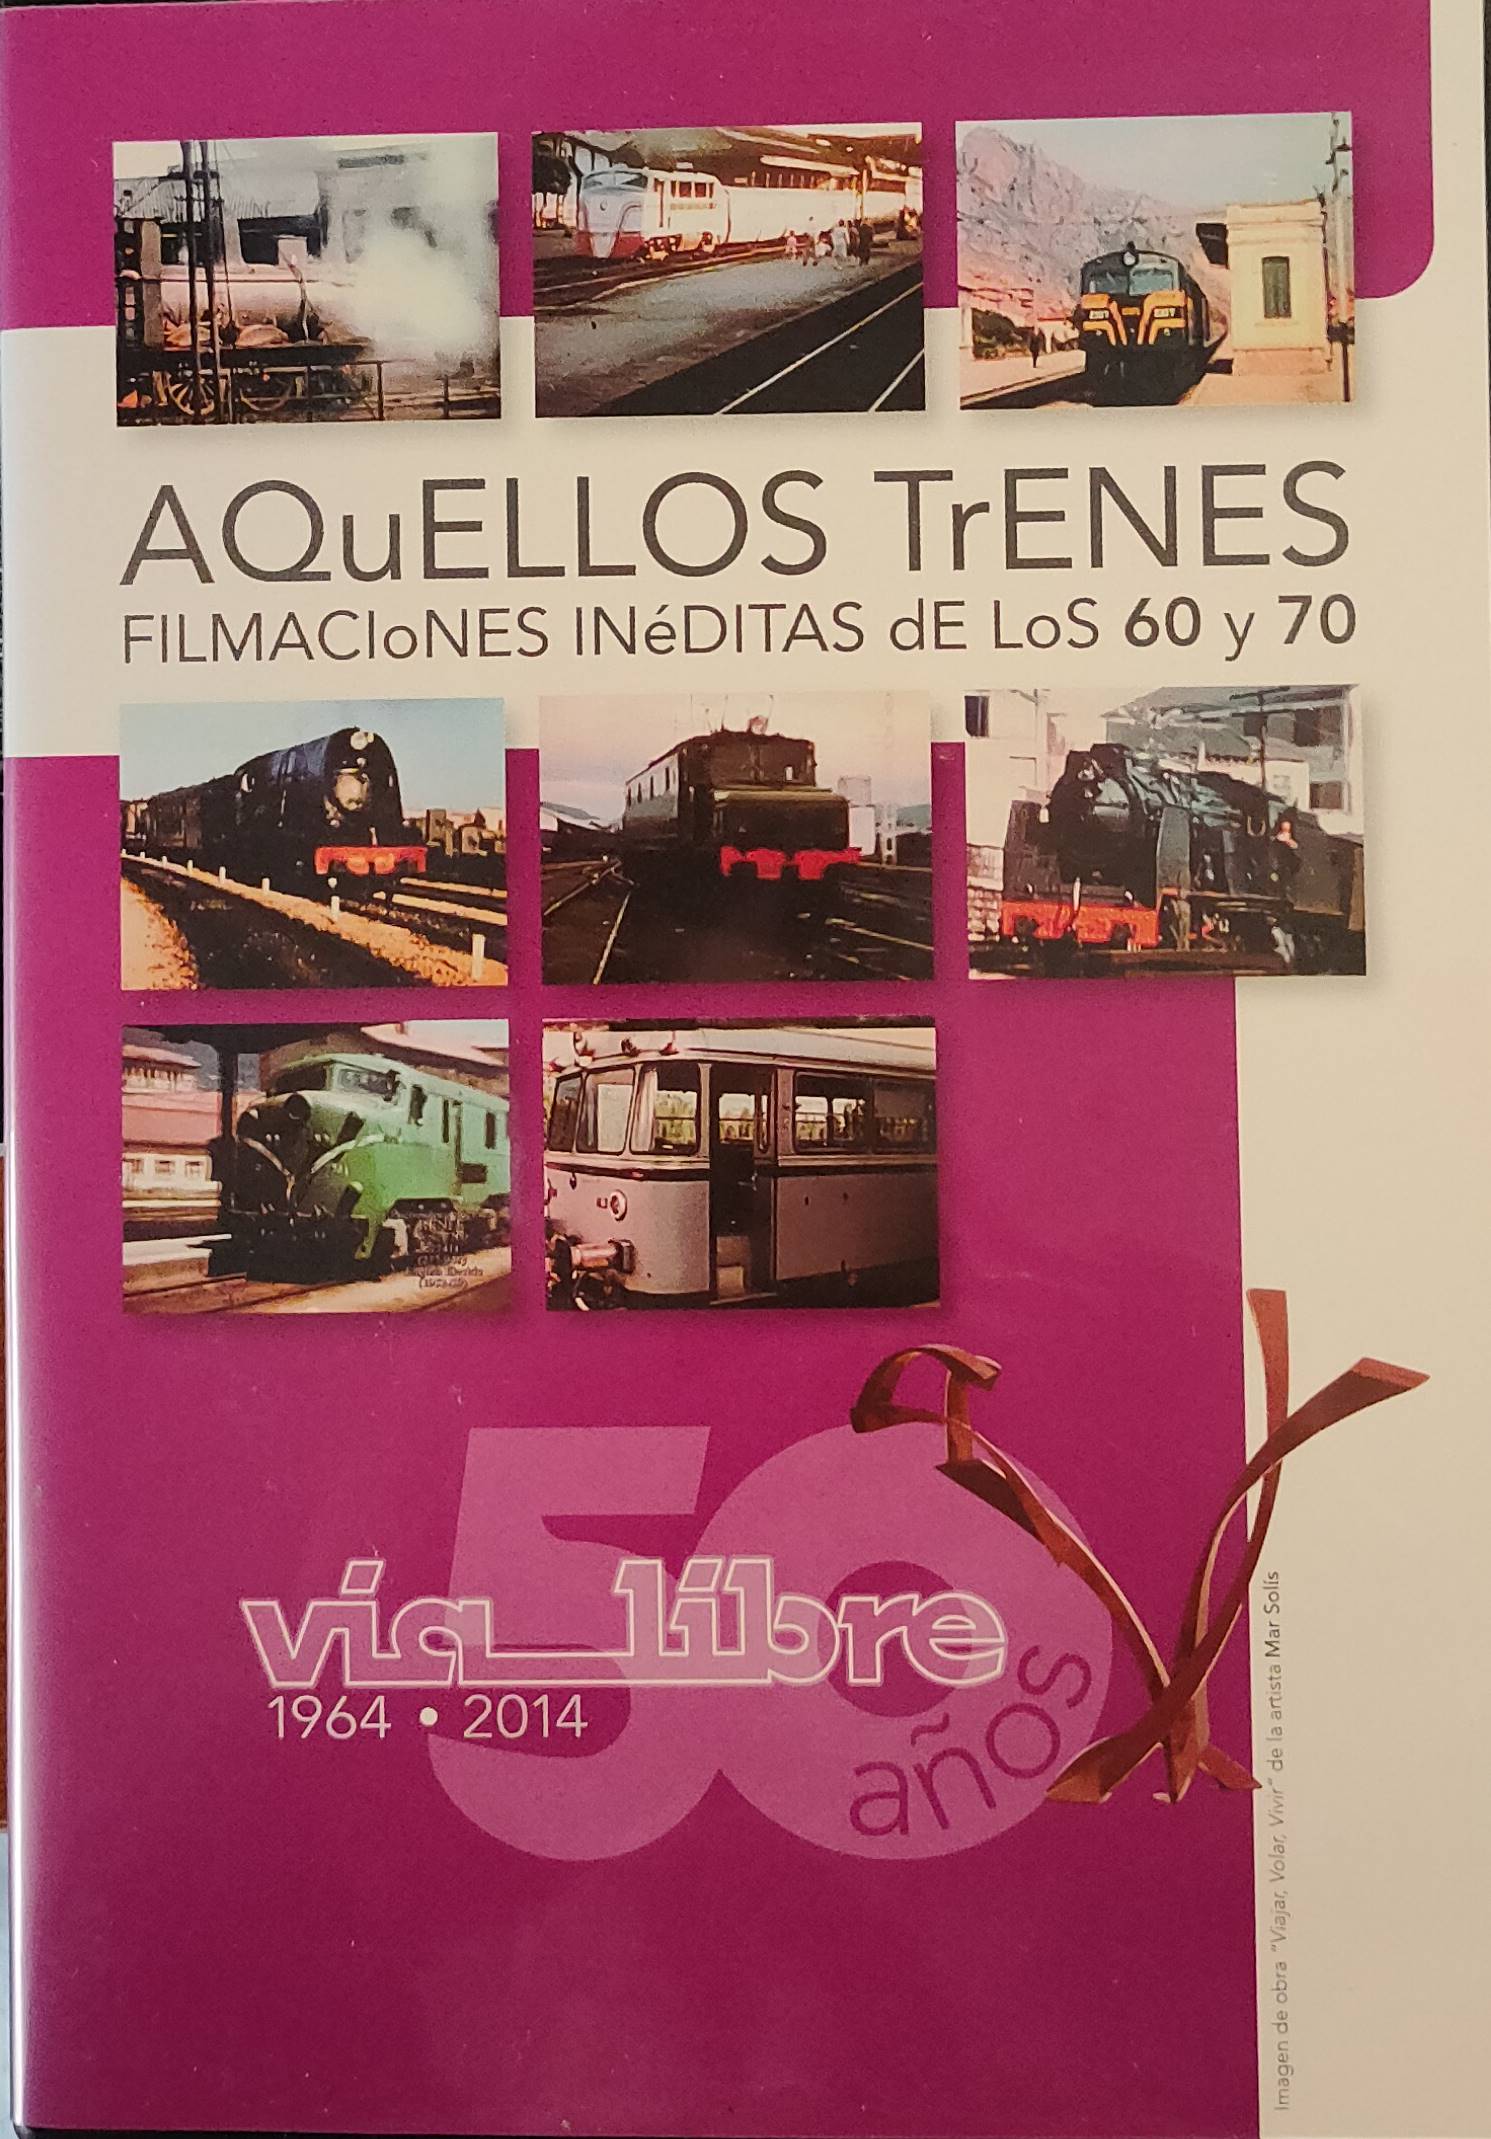 AQuELLOS TrENES
FILMACIoNES INéDITAS dE LoS 60 y 70
50
vía libre
1964 • 2014
años
Imagen de obra "Viajar, Volar, Vivir" de la artista Mar Solís